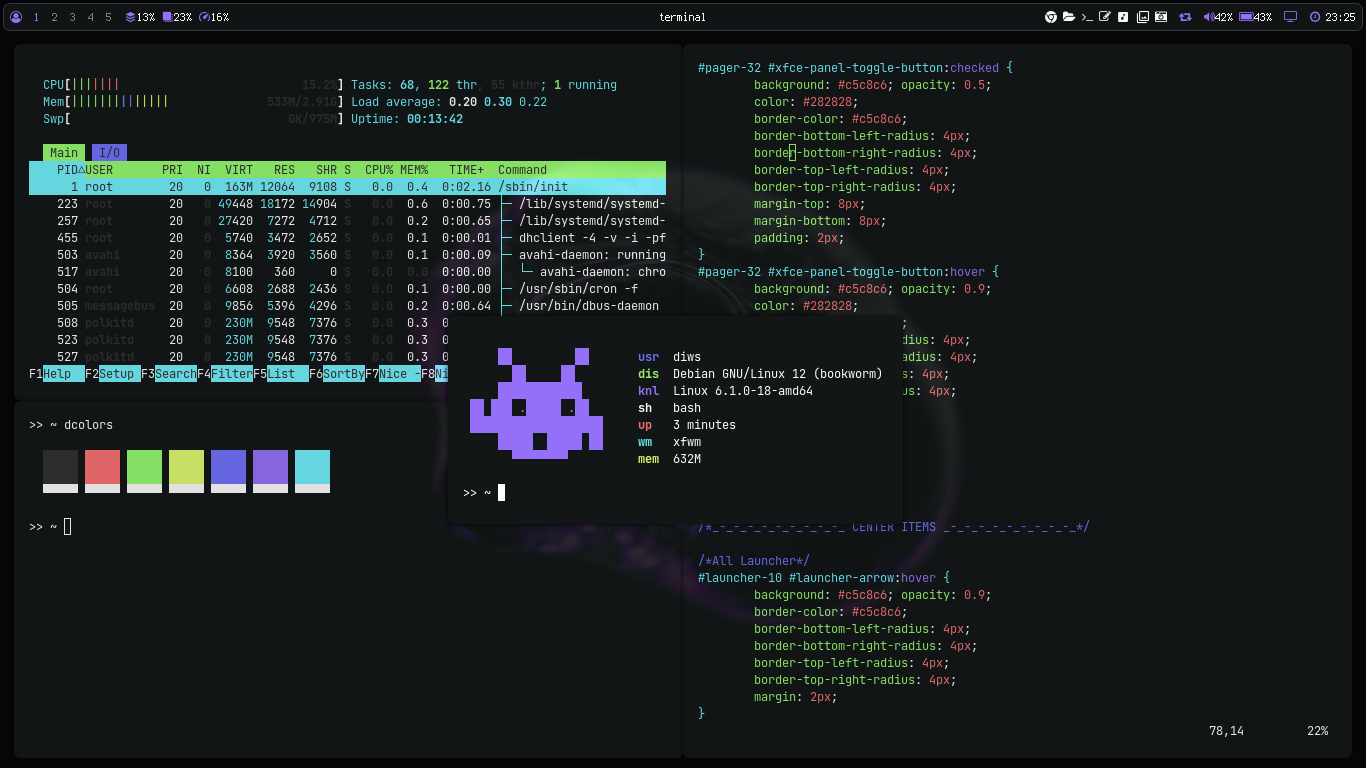 1 2 3 4 5 13% 23% 16% terminal 42% 43% 23:25
CPU[||||||| 15.2%] Tasks: 68, 122 thr, 55 kthr; 1 running
Mem[|||||||||||||| 533M/2.91G] Load average: 0.20 0.30 0.22
Swp[ 0K/975M] Uptime: 00:13:42
Main I/O
PID△USER PRI NI VIRT RES SHR S CPU% MEM% TIME+ Command
1 root 20 0 163M 12064 9108 S 0.0 0.4 0:02.16 /sbin/init
223 root 20 0 49448 18172 14904 S 0.0 0.6 0:00.75 ├─ /lib/systemd/systemd-
257 root 20 0 27420 7272 4712 S 0.0 0.2 0:00.65 ├─ /lib/systemd/systemd-
455 root 20 0 5740 3472 2652 S 0.0 0.1 0:00.01 ├─ dhclient -4 -v -i -pf
503 avahi 20 0 8364 3920 3560 S 0.0 0.1 0:00.09 ├─ avahi-daemon: running
517 avahi 20 0 8100 360 0 S 0.0 0.0 0:00.00 │ └─ avahi-daemon: chro
504 root 20 0 6608 2688 2436 S 0.0 0.1 0:00.00 ├─ /usr/sbin/cron -f
505 messagebus 20 0 9856 5396 4296 S 0.0 0.2 0:00.64 ├─ /usr/bin/dbus-daemon
508 polkitd 20 0 230M 9548 7376 S 0.0 0.3 0
523 polkitd 20 0 230M 9548 7376 S 0.0 0.3 0
527 polkitd 20 0 230M 9548 7376 S 0.0 0.3 0
F1Help F2Setup F3SearchF4FilterF5List F6SortByF7Nice -F8Ni
>> ~ dcolors
>> ~
usr diws
dis Debian GNU/Linux 12 (bookworm)
knl Linux 6.1.0-18-amd64
sh bash
up 3 minutes
wm xfwm
mem 632M
>> ~
#pager-32 #xfce-panel-toggle-button:checked {
background: #c5c8c6; opacity: 0.5;
color: #282828;
border-color: #c5c8c6;
border-bottom-left-radius: 4px;
border-bottom-right-radius: 4px;
border-top-left-radius: 4px;
border-top-right-radius: 4px;
margin-top: 8px;
margin-bottom: 8px;
padding: 2px;
}
#pager-32 #xfce-panel-toggle-button:hover {
background: #c5c8c6; opacity: 0.9;
color: #282828;
;
adius: 4px;
radius: 4px;
us: 4px;
ius: 4px;
/*_-_-_-_-_-_-_-_-_-_ CENTER ITEMS _-_-_-_-_-_-_-_-_-_*/
/*All Launcher*/
#launcher-10 #launcher-arrow:hover {
background: #c5c8c6; opacity: 0.9;
border-color: #c5c8c6;
border-bottom-left-radius: 4px;
border-bottom-right-radius: 4px;
border-top-left-radius: 4px;
border-top-right-radius: 4px;
margin: 2px;
}
78,14 22%